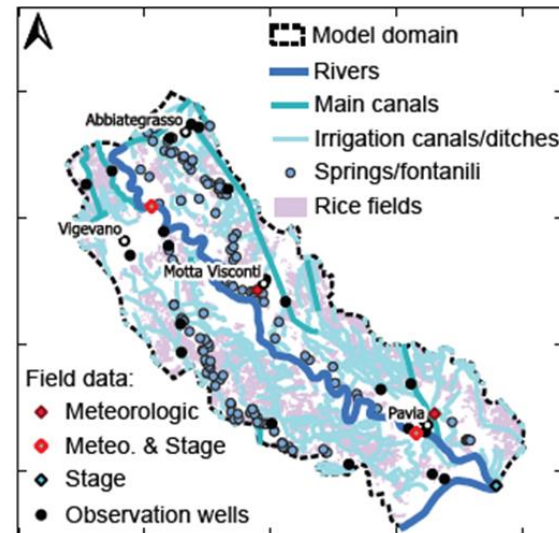 Model domain
Rivers
Main canals
Irrigation canals/ditches
Springs/fontanili
Rice fields
Abbiategrasso
Vigevano
Motta Visconti
Pavia
Field data:
Meteorologic
Meteo. & Stage
Stage
Observation wells